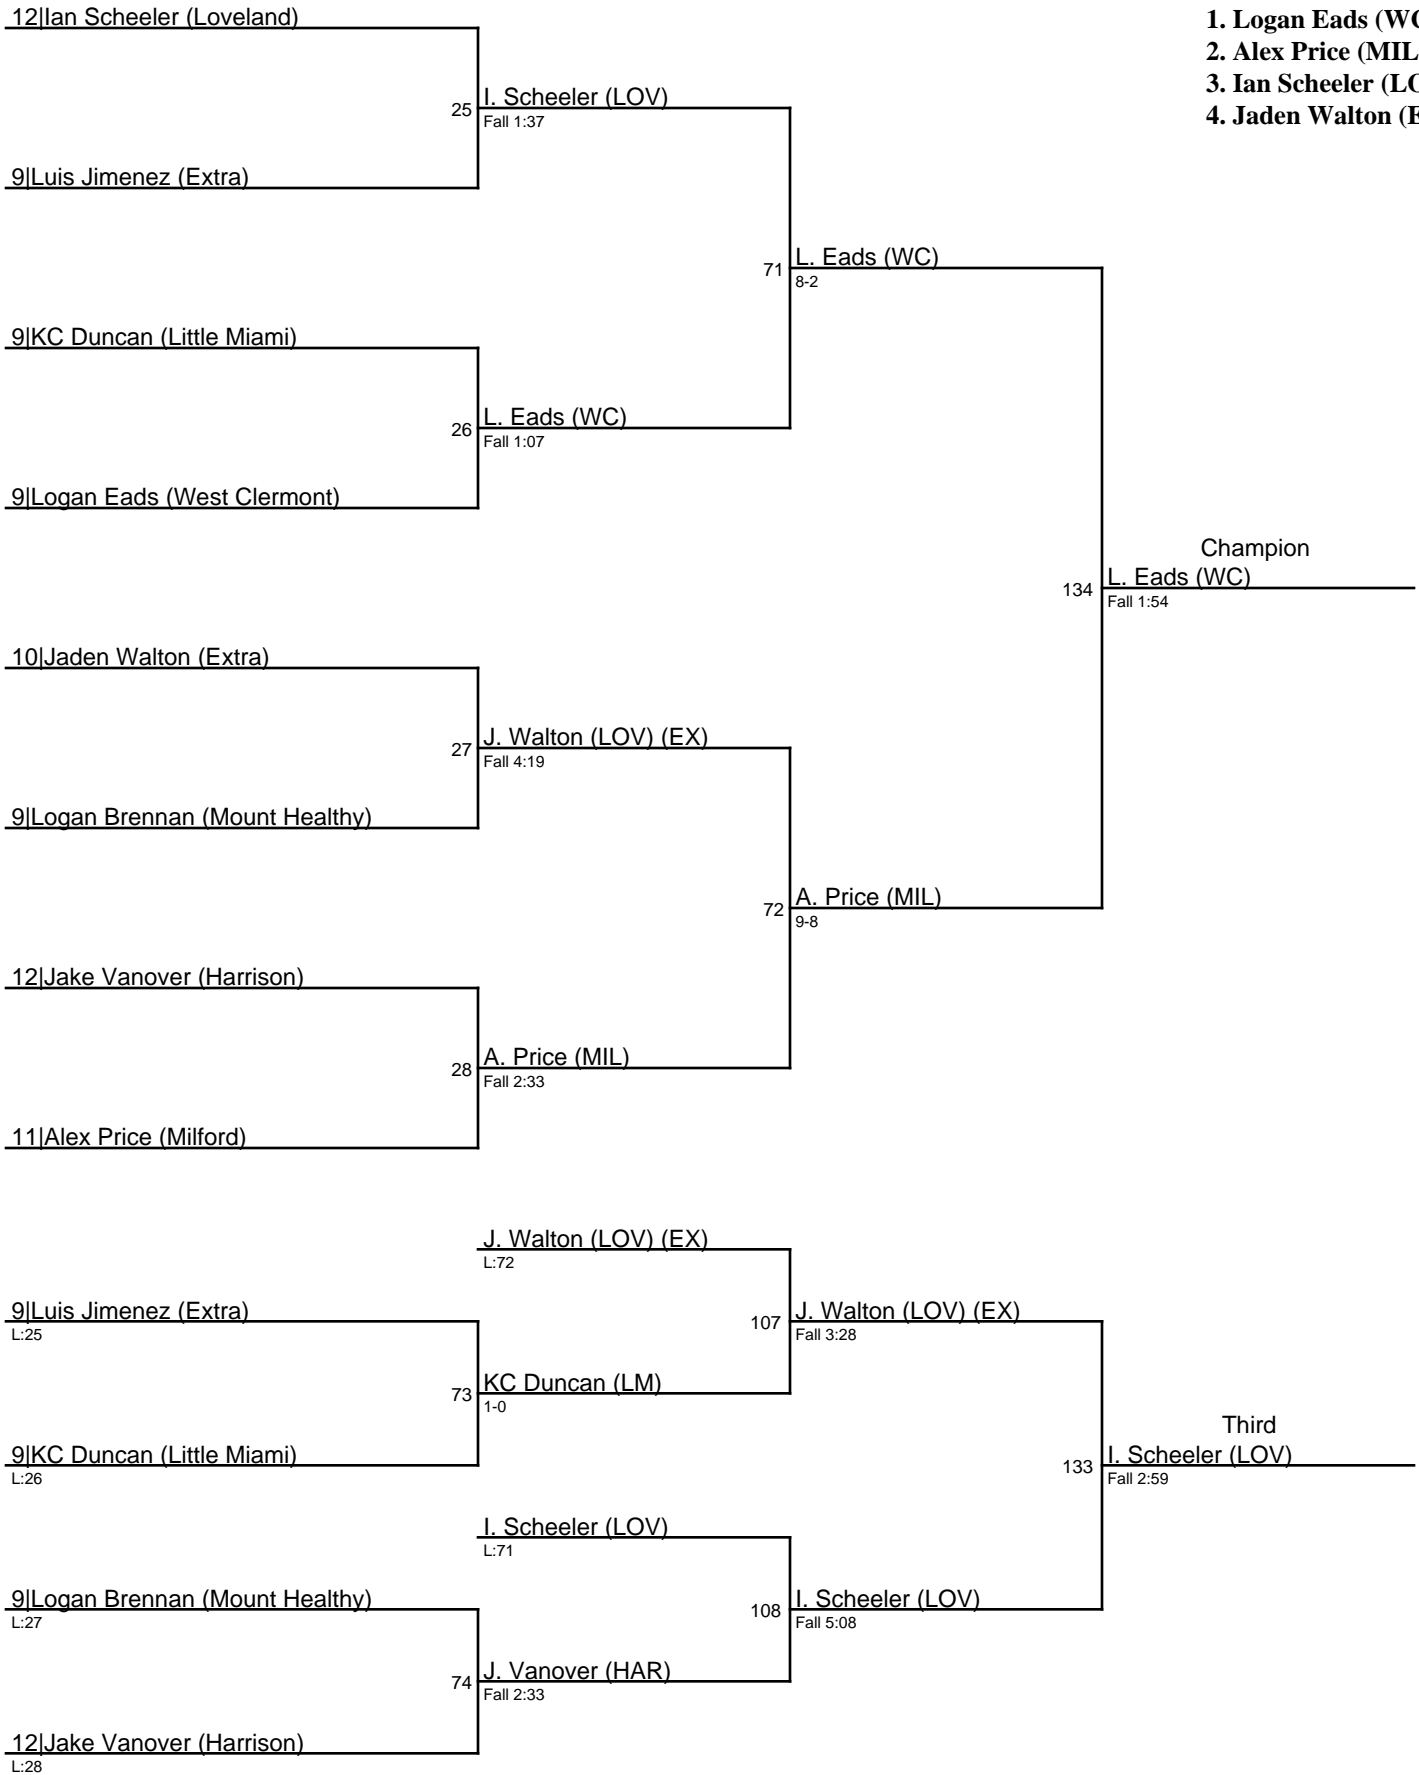 12|Ian Scheeler (Loveland)
1. Logan Eads (WC
2. Alex Price (MIL
3. Ian Scheeler (LO
4. Jaden Walton (E
25 I. Scheeler (LOV)
Fall 1:37
9|Luis Jimenez (Extra)
71 L. Eads (WC)
8-2
9|KC Duncan (Little Miami)
26 L. Eads (WC)
Fall 1:07
9|Logan Eads (West Clermont)
Champion
134 L. Eads (WC)
Fall 1:54
10|Jaden Walton (Extra)
27 J. Walton (LOV) (EX)
Fall 4:19
9|Logan Brennan (Mount Healthy)
72 A. Price (MIL)
9-8
12|Jake Vanover (Harrison)
28 A. Price (MIL)
Fall 2:33
11|Alex Price (Milford)
J. Walton (LOV) (EX)
L:72
9|Luis Jimenez (Extra)
L:25
107 J. Walton (LOV) (EX)
Fall 3:28
73 KC Duncan (LM)
1-0
9|KC Duncan (Little Miami)
L:26
Third
133 I. Scheeler (LOV)
Fall 2:59
I. Scheeler (LOV)
L:71
9|Logan Brennan (Mount Healthy)
L:27
108 I. Scheeler (LOV)
Fall 5:08
74 J. Vanover (HAR)
Fall 2:33
12|Jake Vanover (Harrison)
L:28